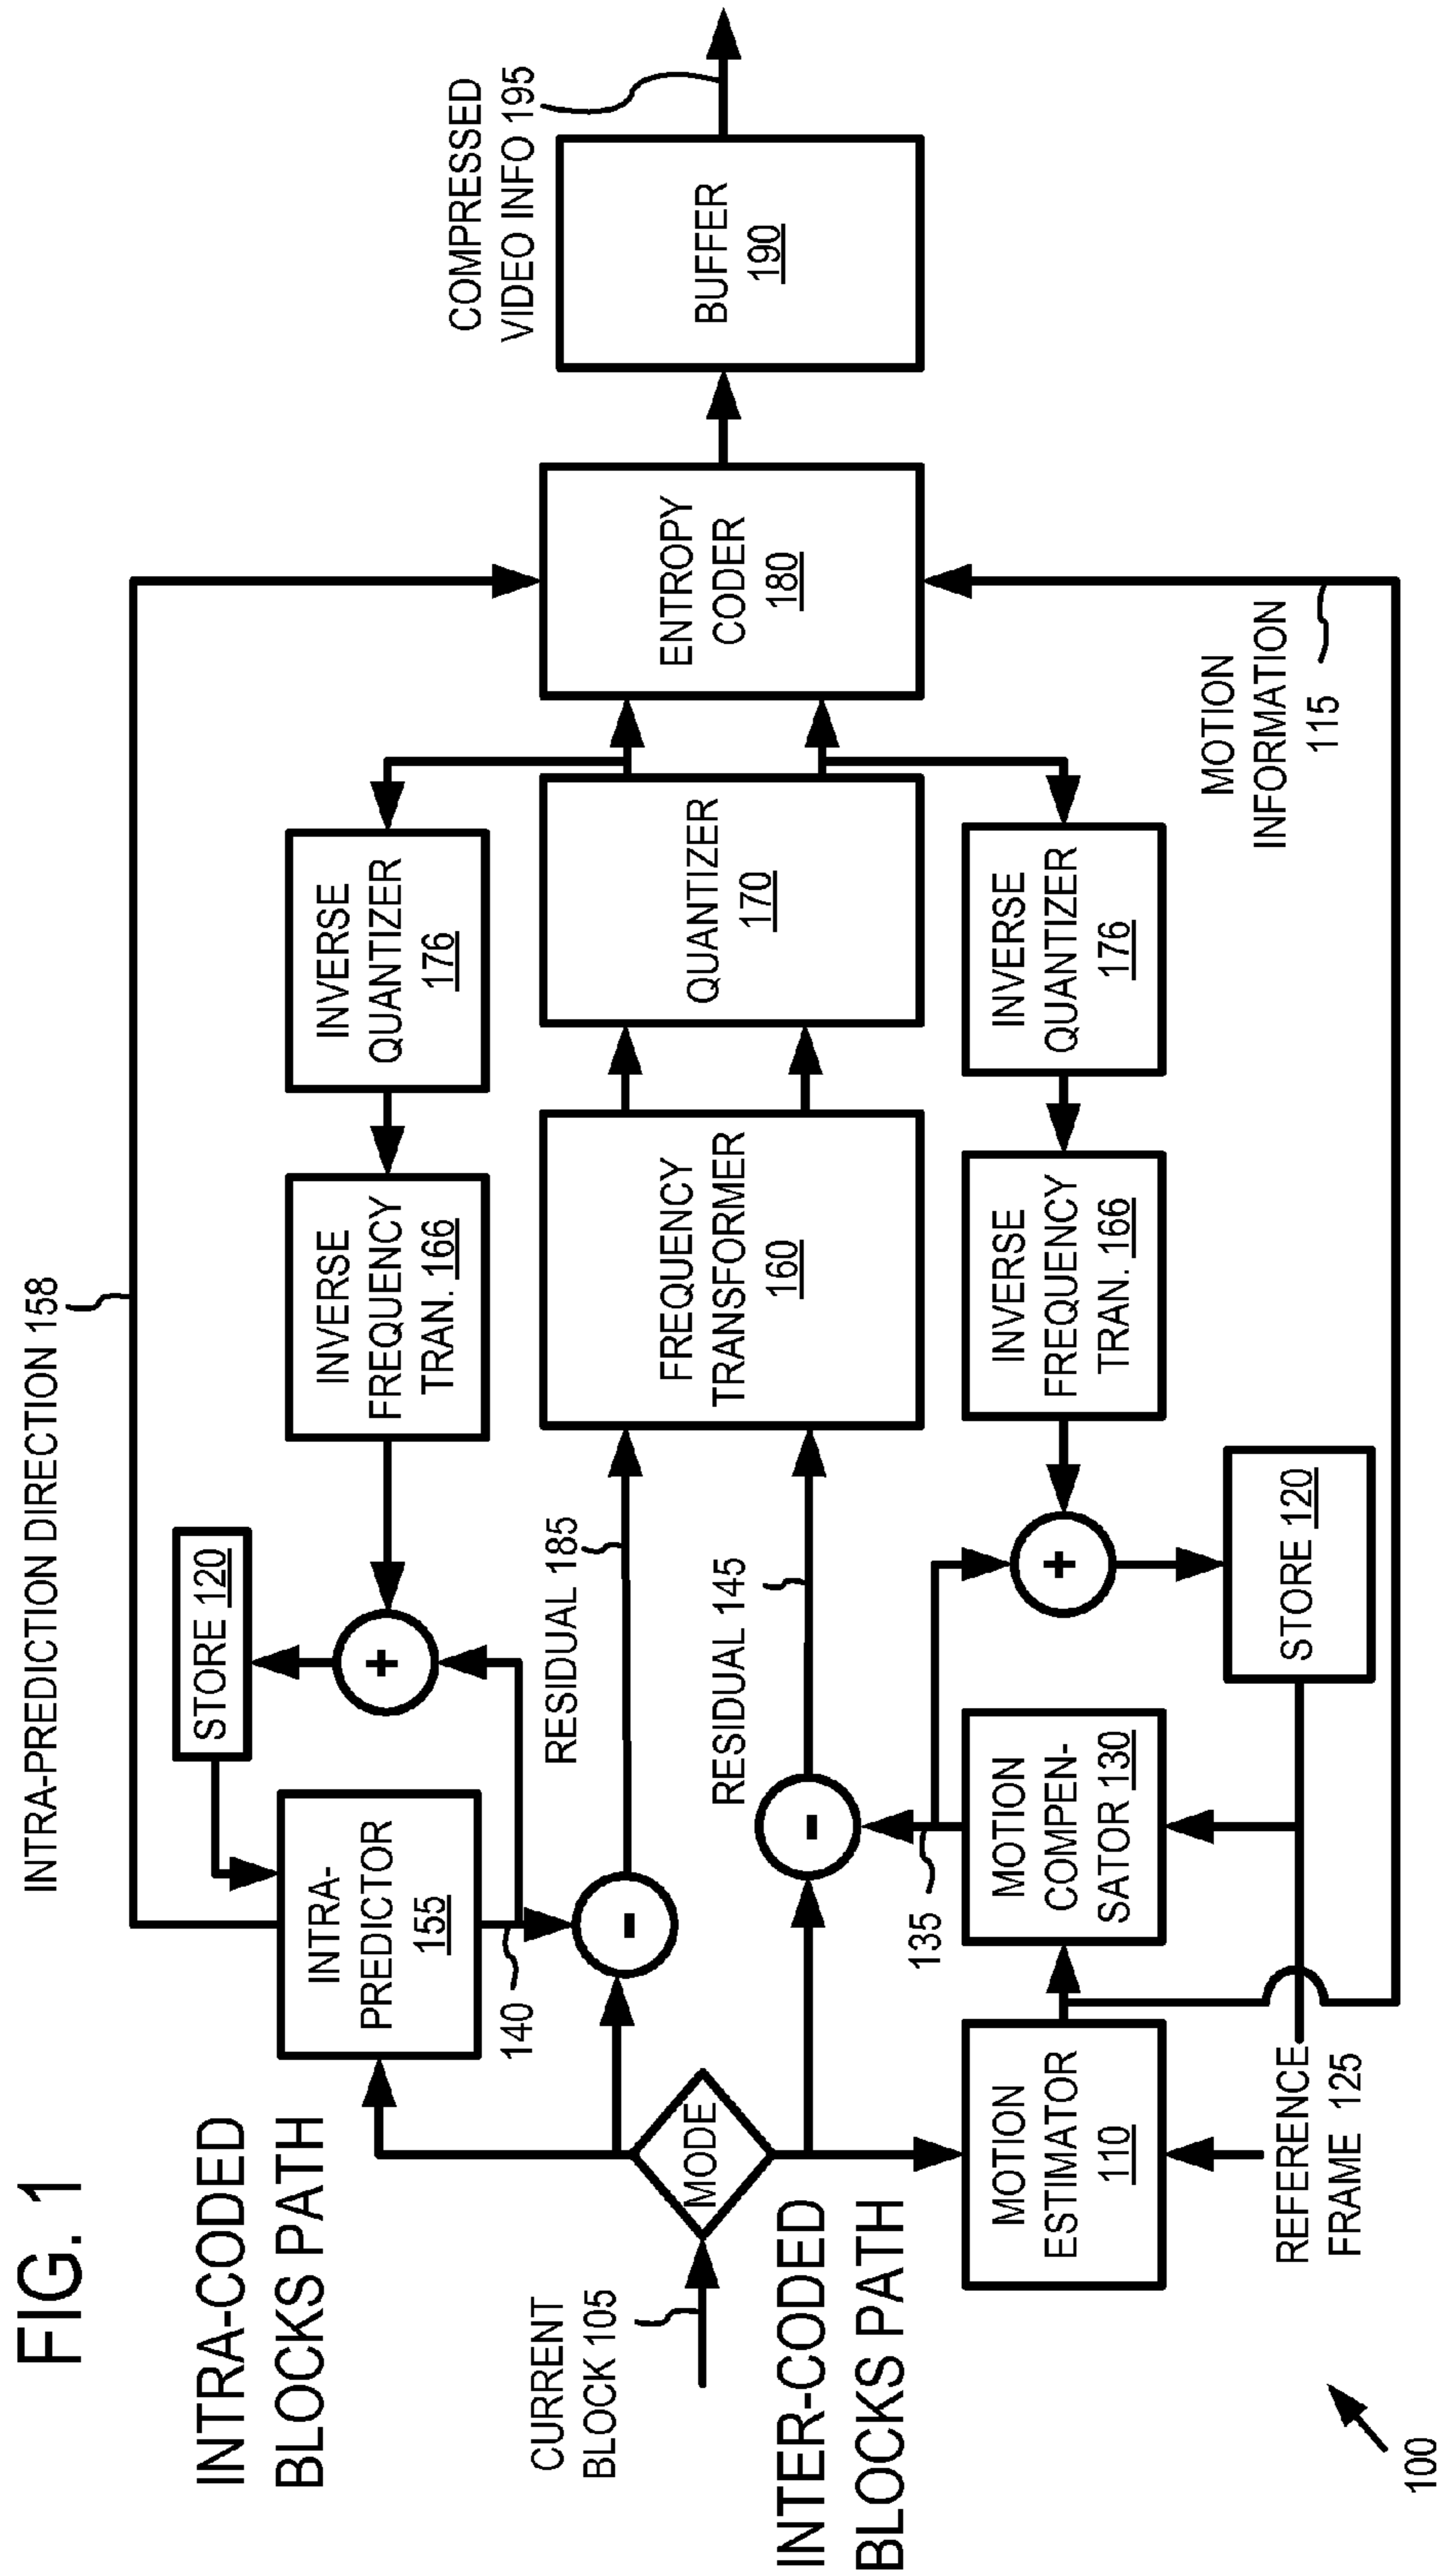 FIG. 1
INTRA-CODED
BLOCKS PATH
INTRA-PREDICTION DIRECTION 158
INTRA-
PREDICTOR
155
STORE 120
+
INVERSE
FREQUENCY
TRAN. 166
INVERSE
QUANTIZER
176
140
-
RESIDUAL 185
CURRENT
BLOCK 105
MODE
FREQUENCY
TRANSFORMER
160
QUANTIZER
170
ENTROPY
CODER
180
BUFFER
190
COMPRESSED
VIDEO INFO 195
INTER-CODED
BLOCKS PATH
RESIDUAL 145
-
135
MOTION
ESTIMATOR
110
MOTION
COMPEN-
SATOR 130
+
INVERSE
FREQUENCY
TRAN. 166
INVERSE
QUANTIZER
176
STORE 120
REFERENCE
FRAME 125
MOTION
INFORMATION
115
100